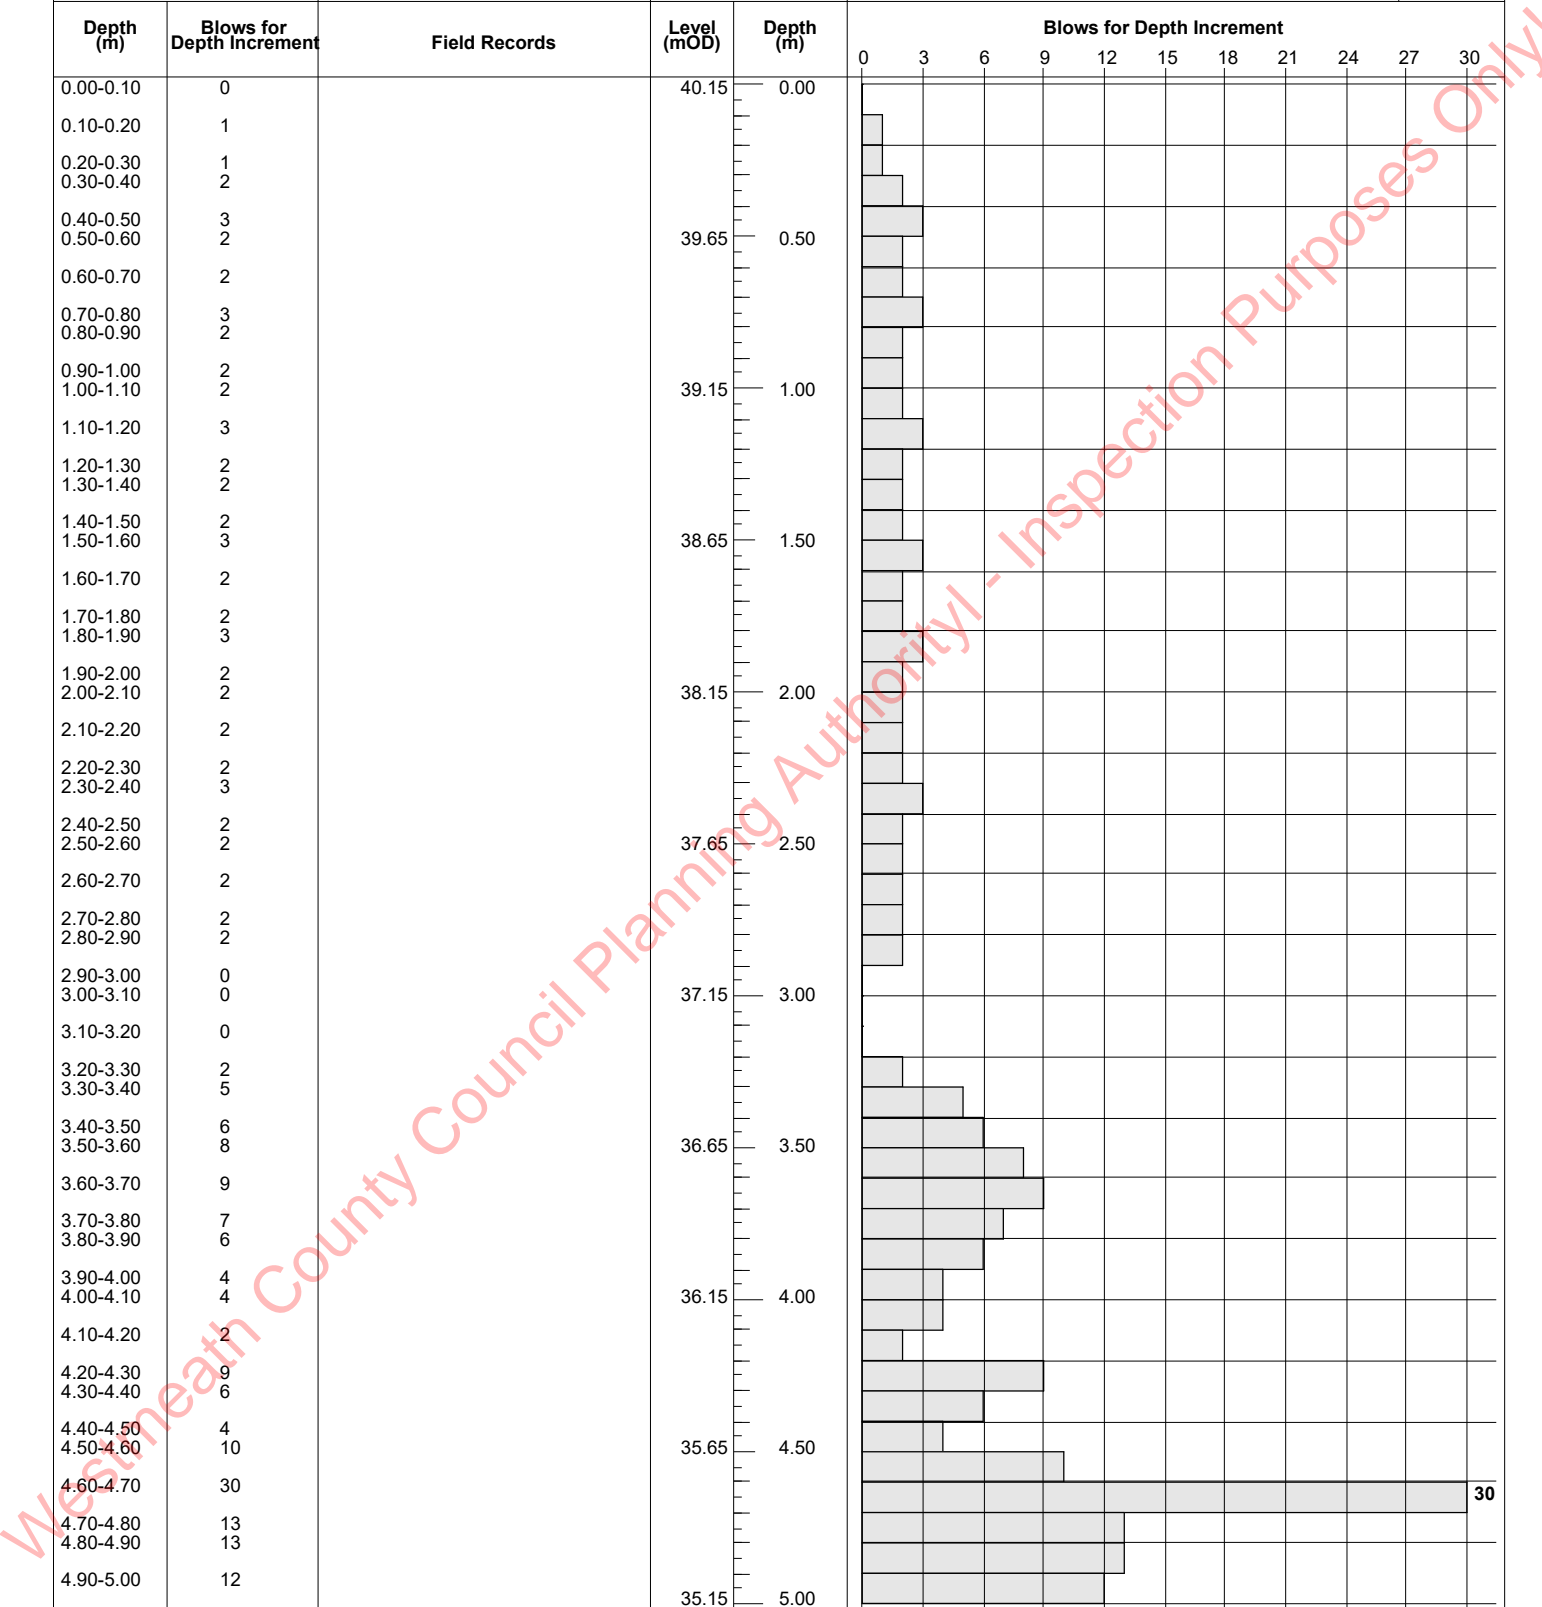 Depth (m) Blows for Depth Increment Field Records Level (mOD) Depth (m) Blows for Depth Increment
0 3 6 9 12 15 18 21 24 27 30
0.00-0.10 0 40.15 0.00
0.10-0.20 1
0.20-0.30 1
0.30-0.40 2
0.40-0.50 3
0.50-0.60 2 39.65 0.50
0.60-0.70 2
0.70-0.80 3
0.80-0.90 2
0.90-1.00 2
1.00-1.10 2 39.15 1.00
1.10-1.20 3
1.20-1.30 2
1.30-1.40 2
1.40-1.50 2
1.50-1.60 3 38.65 1.50
1.60-1.70 2
1.70-1.80 2
1.80-1.90 3
1.90-2.00 2
2.00-2.10 2 38.15 2.00
2.10-2.20 2
2.20-2.30 2
2.30-2.40 3
2.40-2.50 2
2.50-2.60 2 37.65 2.50
2.60-2.70 2
2.70-2.80 2
2.80-2.90 2
2.90-3.00 0
3.00-3.10 0 37.15 3.00
3.10-3.20 0
3.20-3.30 2
3.30-3.40 5
3.40-3.50 6
3.50-3.60 8 36.65 3.50
3.60-3.70 9
3.70-3.80 7
3.80-3.90 6
3.90-4.00 4
4.00-4.10 4 36.15 4.00
4.10-4.20 2
4.20-4.30 9
4.30-4.40 6
4.40-4.50 4
4.50-4.60 10 35.65 4.50
4.60-4.70 30 30
4.70-4.80 13
4.80-4.90 13
4.90-5.00 12
35.15 5.00
Westmeath County Council Planning Authorityl - Inspection Purposes Only!